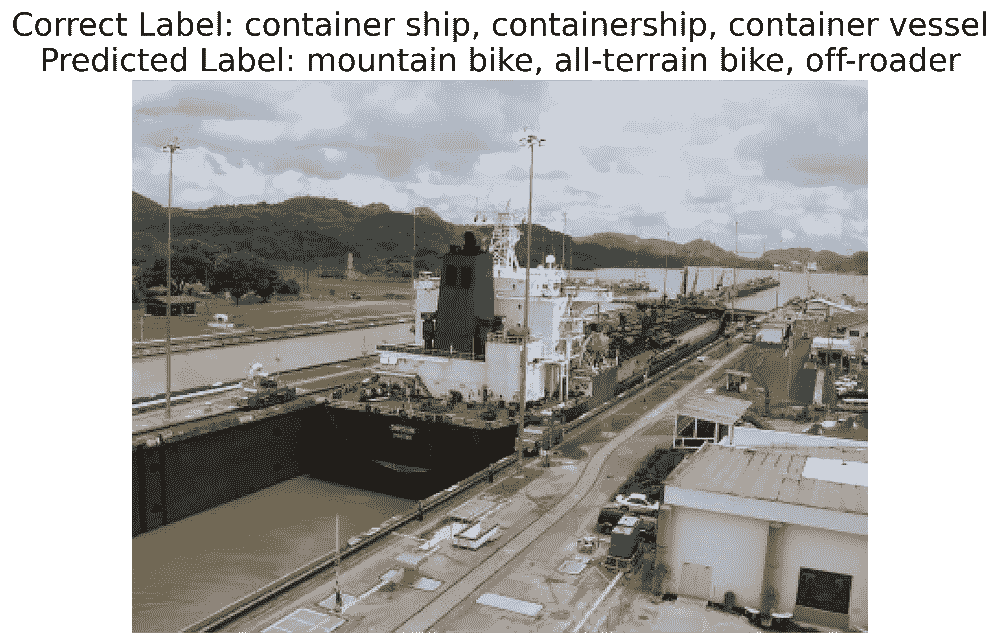 Correct Label: container ship, containership, container vessel
Predicted Label: mountain bike, all-terrain bike, off-roader